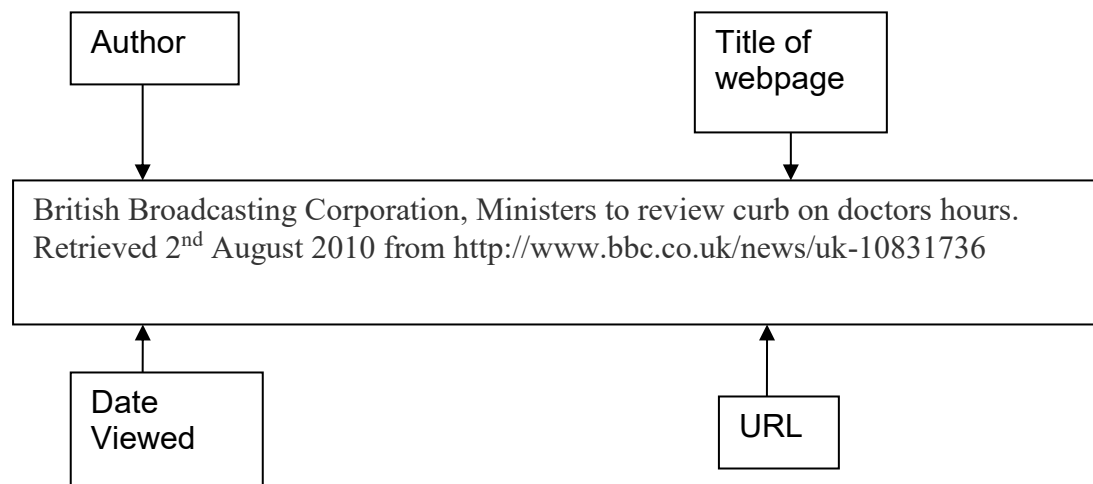 Author
Title of
webpage
British Broadcasting Corporation, Ministers to review curb on doctors hours.
Retrieved 2nd August 2010 from http://www.bbc.co.uk/news/uk-10831736
Date
Viewed
URL